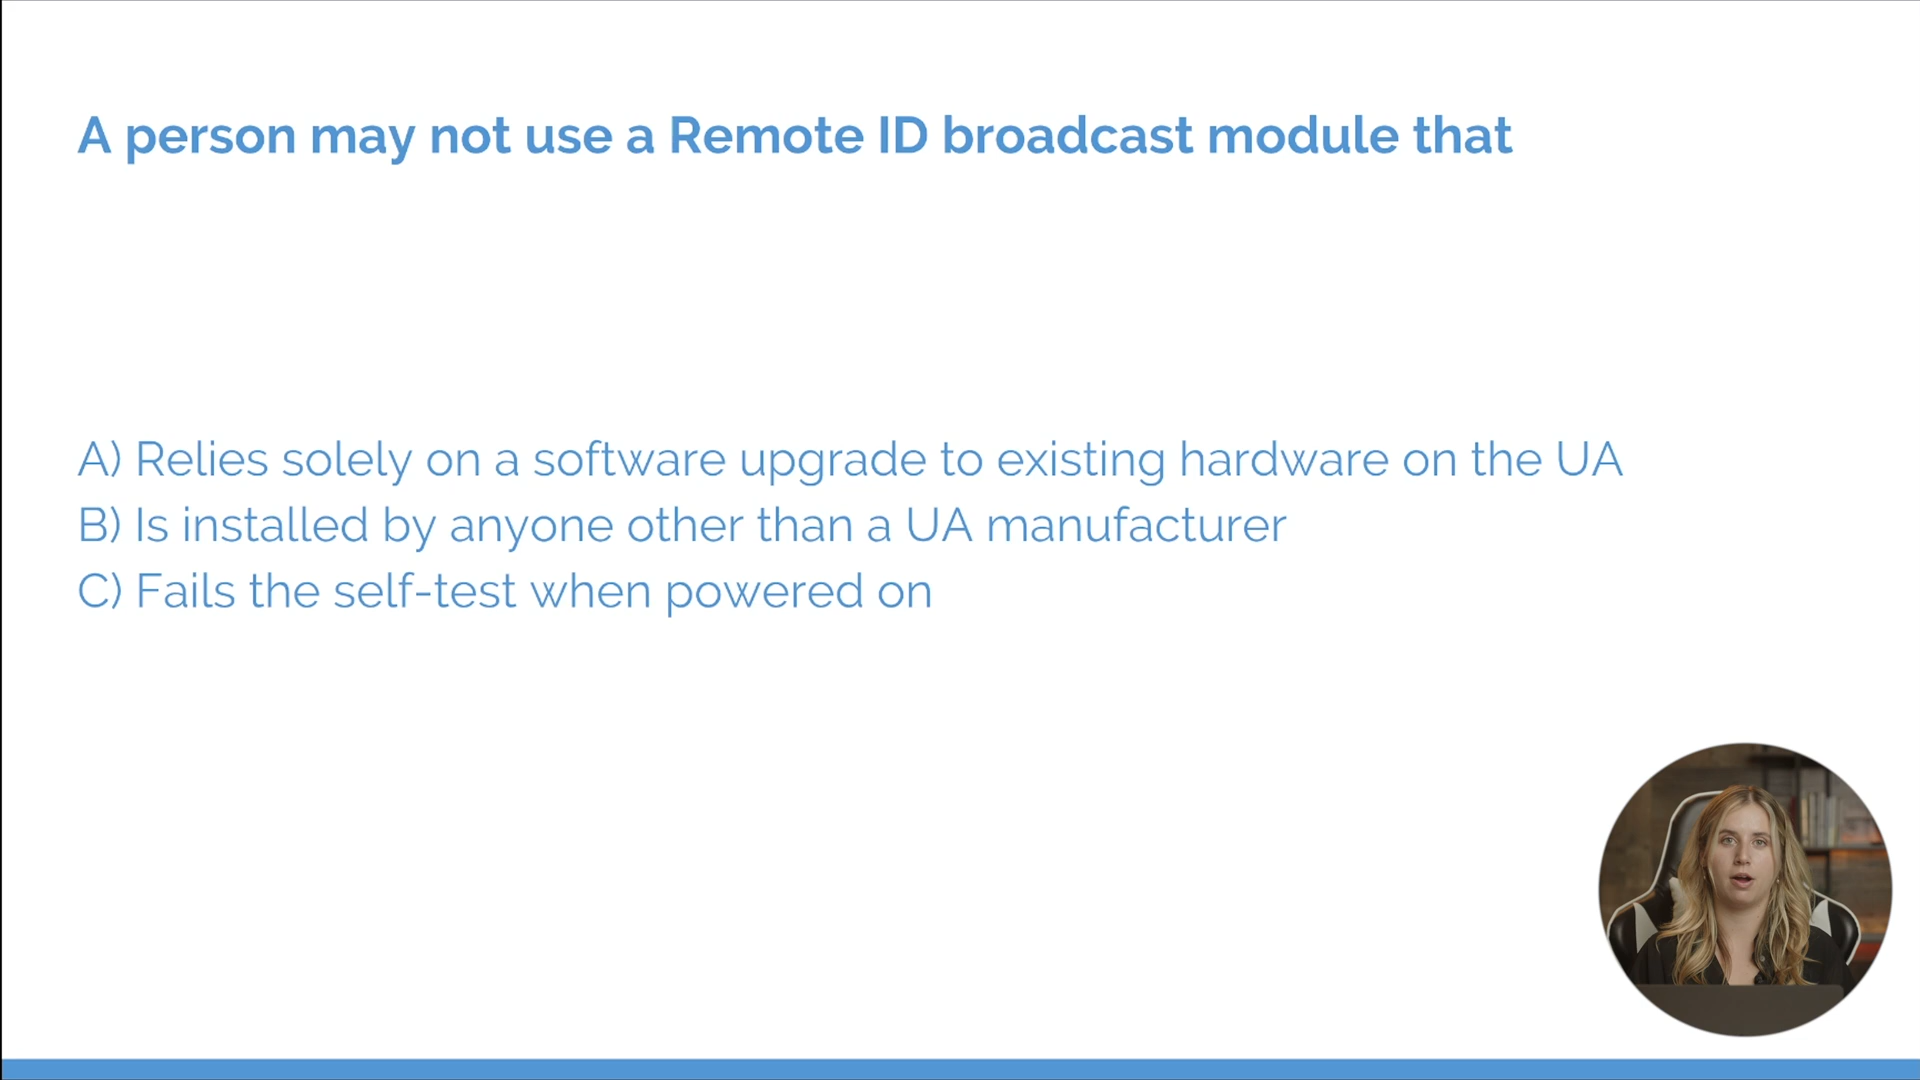 A person may not use a Remote ID broadcast module that
A) Relies solely on a software upgrade to existing hardware on the UA
B) Is installed by anyone other than a UA manufacturer
C) Fails the self-test when powered on